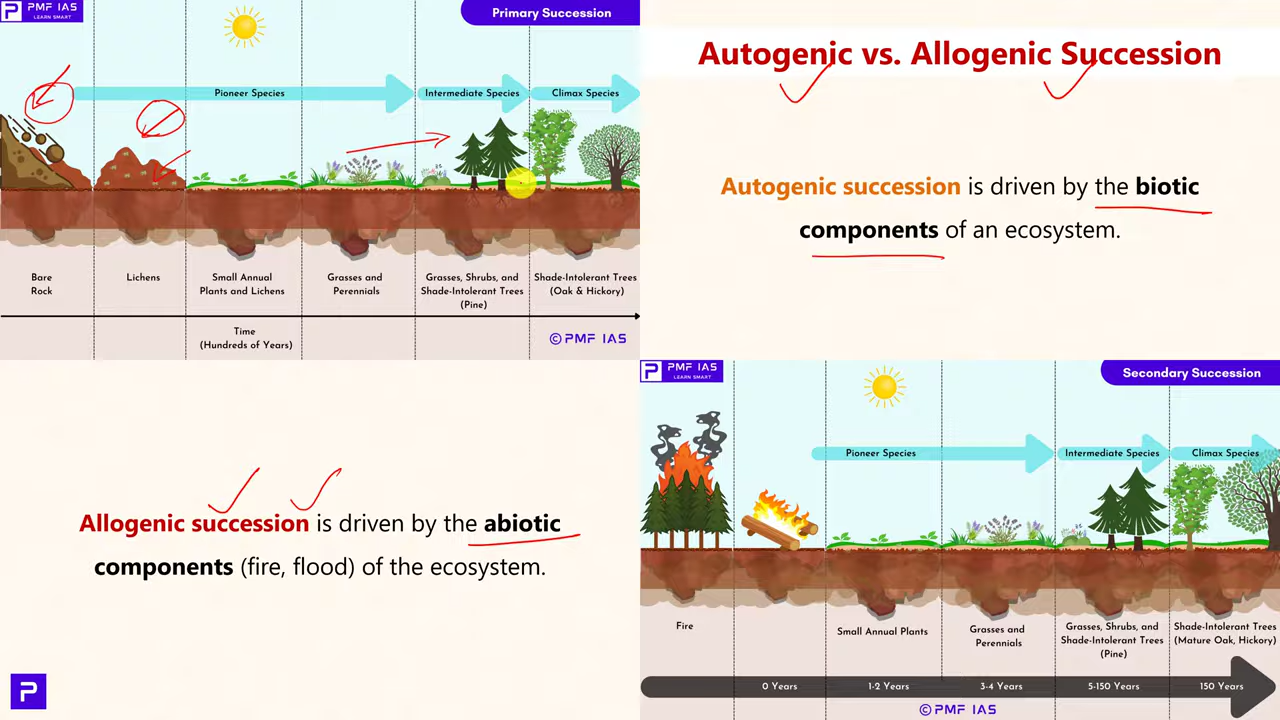 PMF IAS
LEARN SMART
Primary Succession
Pioneer Species
Intermediate Species
Climax Species
Bare
Rock
Lichens
Small Annual
Plants and Lichens
Grasses and
Perennials
Grasses, Shrubs, and
Shade-Intolerant Trees
(Pine)
Shade-Intolerant Trees
(Oak & Hickory)
Time
(Hundreds of Years)
©PMF IAS
Autogenic vs. Allogenic Succession
Autogenic succession is driven by the biotic
components of an ecosystem.
Allogenic succession is driven by the abiotic
components (fire, flood) of the ecosystem.
P
PMF IAS
LEARN SMART
Secondary Succession
Pioneer Species
Intermediate Species
Climax Species
Fire
Small Annual Plants
Grasses and
Perennials
Grasses, Shrubs, and
Shade-Intolerant Trees
(Pine)
Shade-Intolerant Trees
(Mature Oak, Hickory)
0 Years
1-2 Years
3-4 Years
5-150 Years
150 Years
©PMF IAS